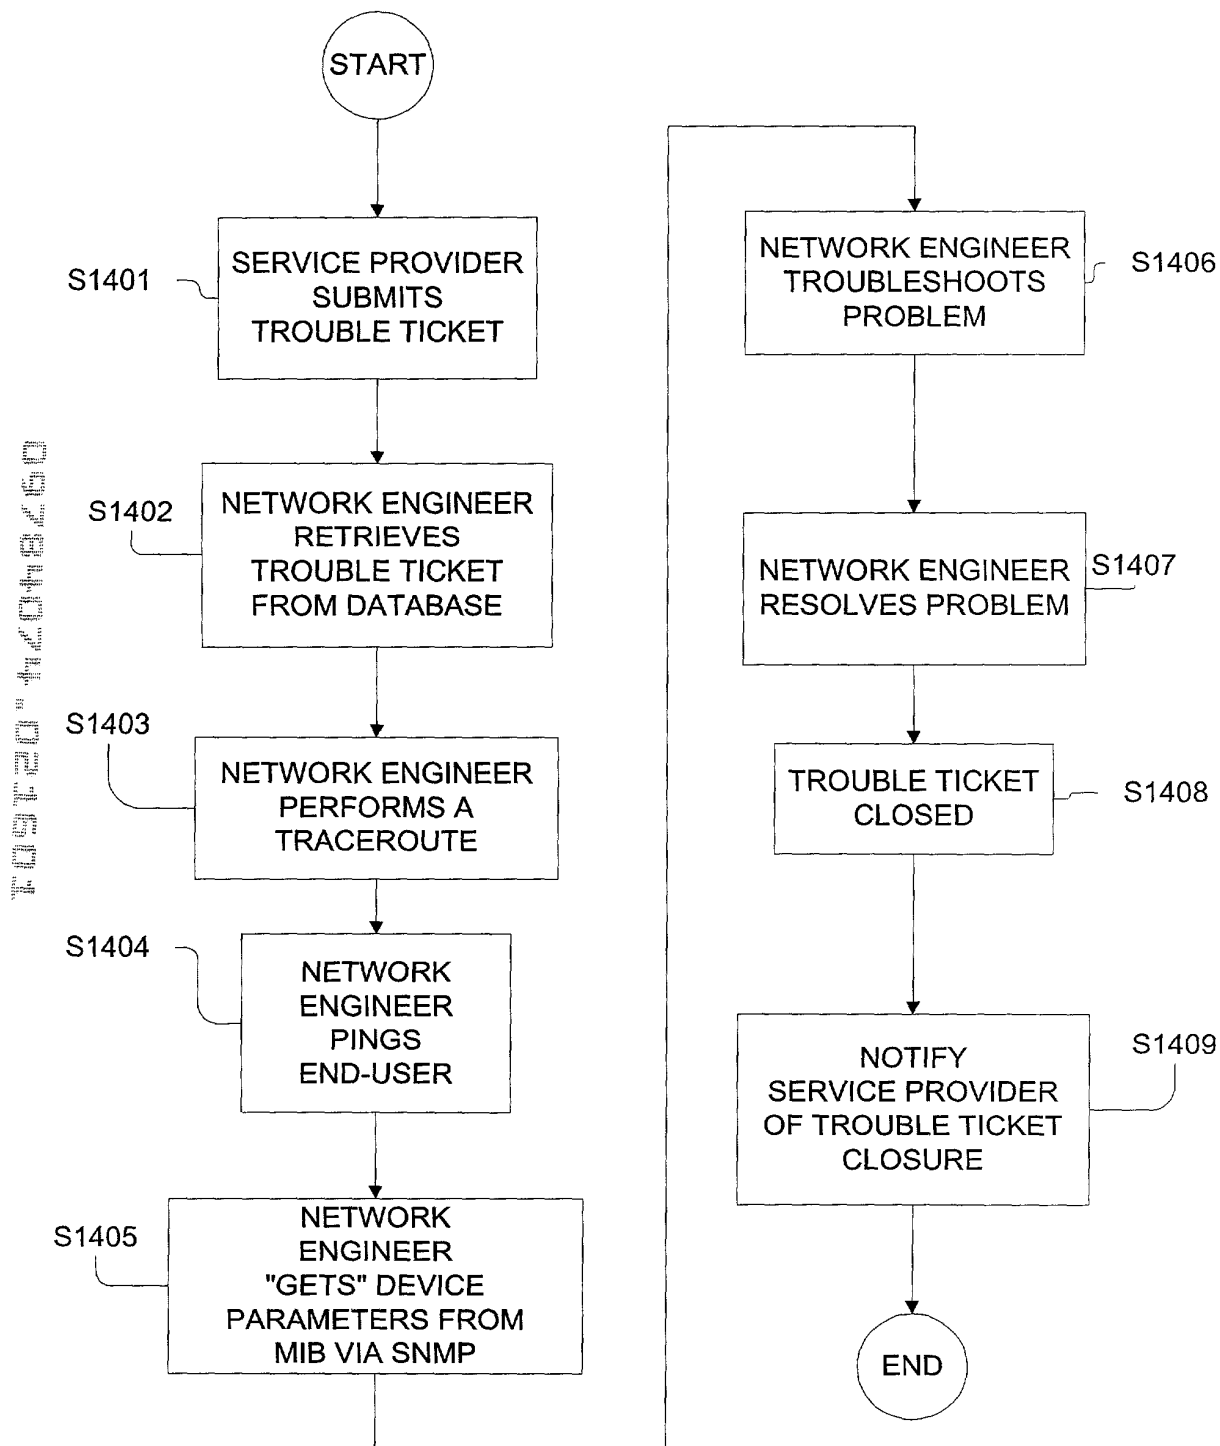 START
S1401
SERVICE PROVIDER
SUBMITS
TROUBLE TICKET
S1402
NETWORK ENGINEER
RETRIEVES
TROUBLE TICKET
FROM DATABASE
S1403
NETWORK ENGINEER
PERFORMS A
TRACEROUTE
S1404
NETWORK
ENGINEER
PINGS
END-USER
S1405
NETWORK
ENGINEER
"GETS" DEVICE
PARAMETERS FROM
MIB VIA SNMP
NETWORK ENGINEER
TROUBLESHOOTS
PROBLEM
S1406
NETWORK ENGINEER
RESOLVES PROBLEM
S1407
TROUBLE TICKET
CLOSED
S1408
NOTIFY
SERVICE PROVIDER
OF TROUBLE TICKET
CLOSURE
S1409
END